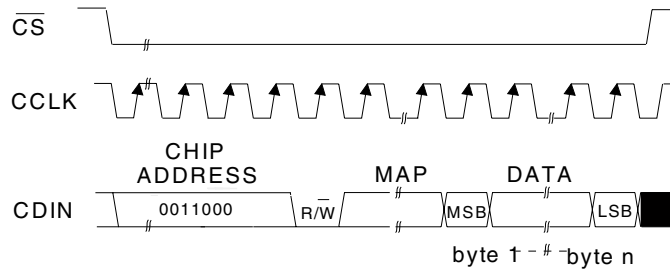 CS
CCLK
CHIP
ADDRESS
MAP
DATA
CDIN
0011000
R/W
MSB
LSB
byte 1
byte n